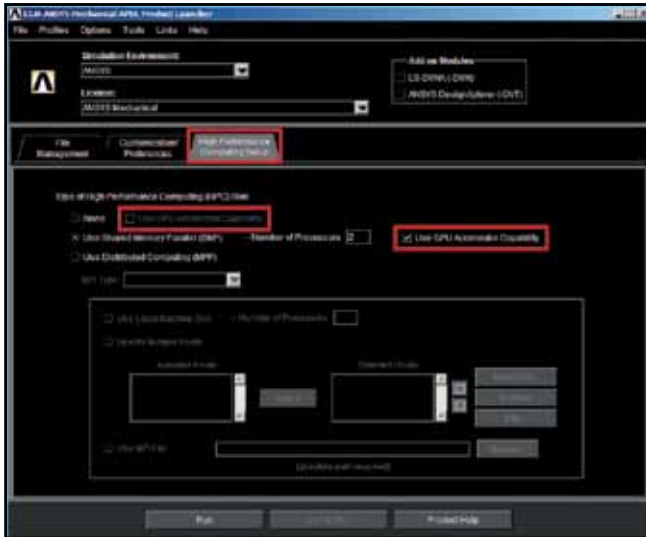 ANSYS Mechanical APDL Product Launcher
File Profiles Options Tools Links Help
Simulation Environment:
ANSYS
License:
ANSYS Mechanical
Add-on Modules
LS-DYNA (-DYN)
ANSYS DesignXplorer (-DVT)
File Management
Customization/ Preferences
High Performance Computing Setup
Type of High Performance Computing (HPC) Run:
None
Use GPU Accelerator Capability
Use Shared-Memory Parallel (SMP)
Number of Processors: 2
Use GPU Accelerator Capability
Use Distributed Computing (MPP)
MPI Type:
Use Local Machine Only
Number of Processors:
Specify Multiple Hosts
Available Hosts
Selected Hosts
Use MPI File
(absolute path required)
Run
Product Help